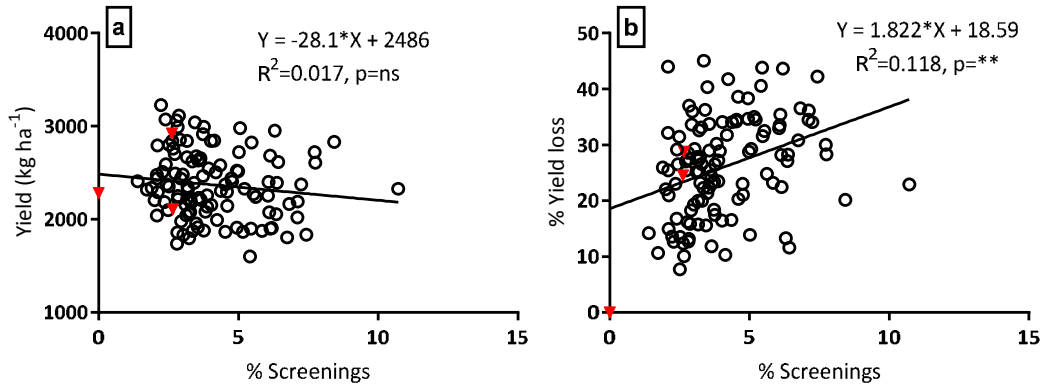 a
Y = -28.1*X + 2486
R²=0.017, p=ns
4000
3000
2000
1000
Yield (kg ha⁻¹)
0 5 10 15
% Screenings
b
Y = 1.822*X + 18.59
R²=0.118, p=**
50
40
30
20
10
0
% Yield loss
0 5 10 15
% Screenings